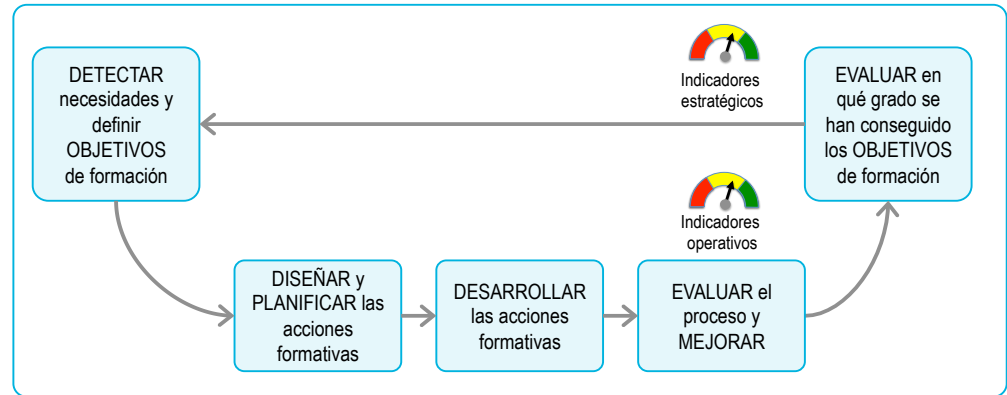 DETECTAR
necesidades y
definir
OBJETIVOS
de formación
Indicadores
estratégicos
EVALUAR en
qué grado se
han conseguido
los OBJETIVOS
de formación
Indicadores
operativos
DISEÑAR y
PLANIFICAR las
acciones
formativas
DESARROLLAR
las acciones
formativas
EVALUAR el
proceso y
MEJORAR